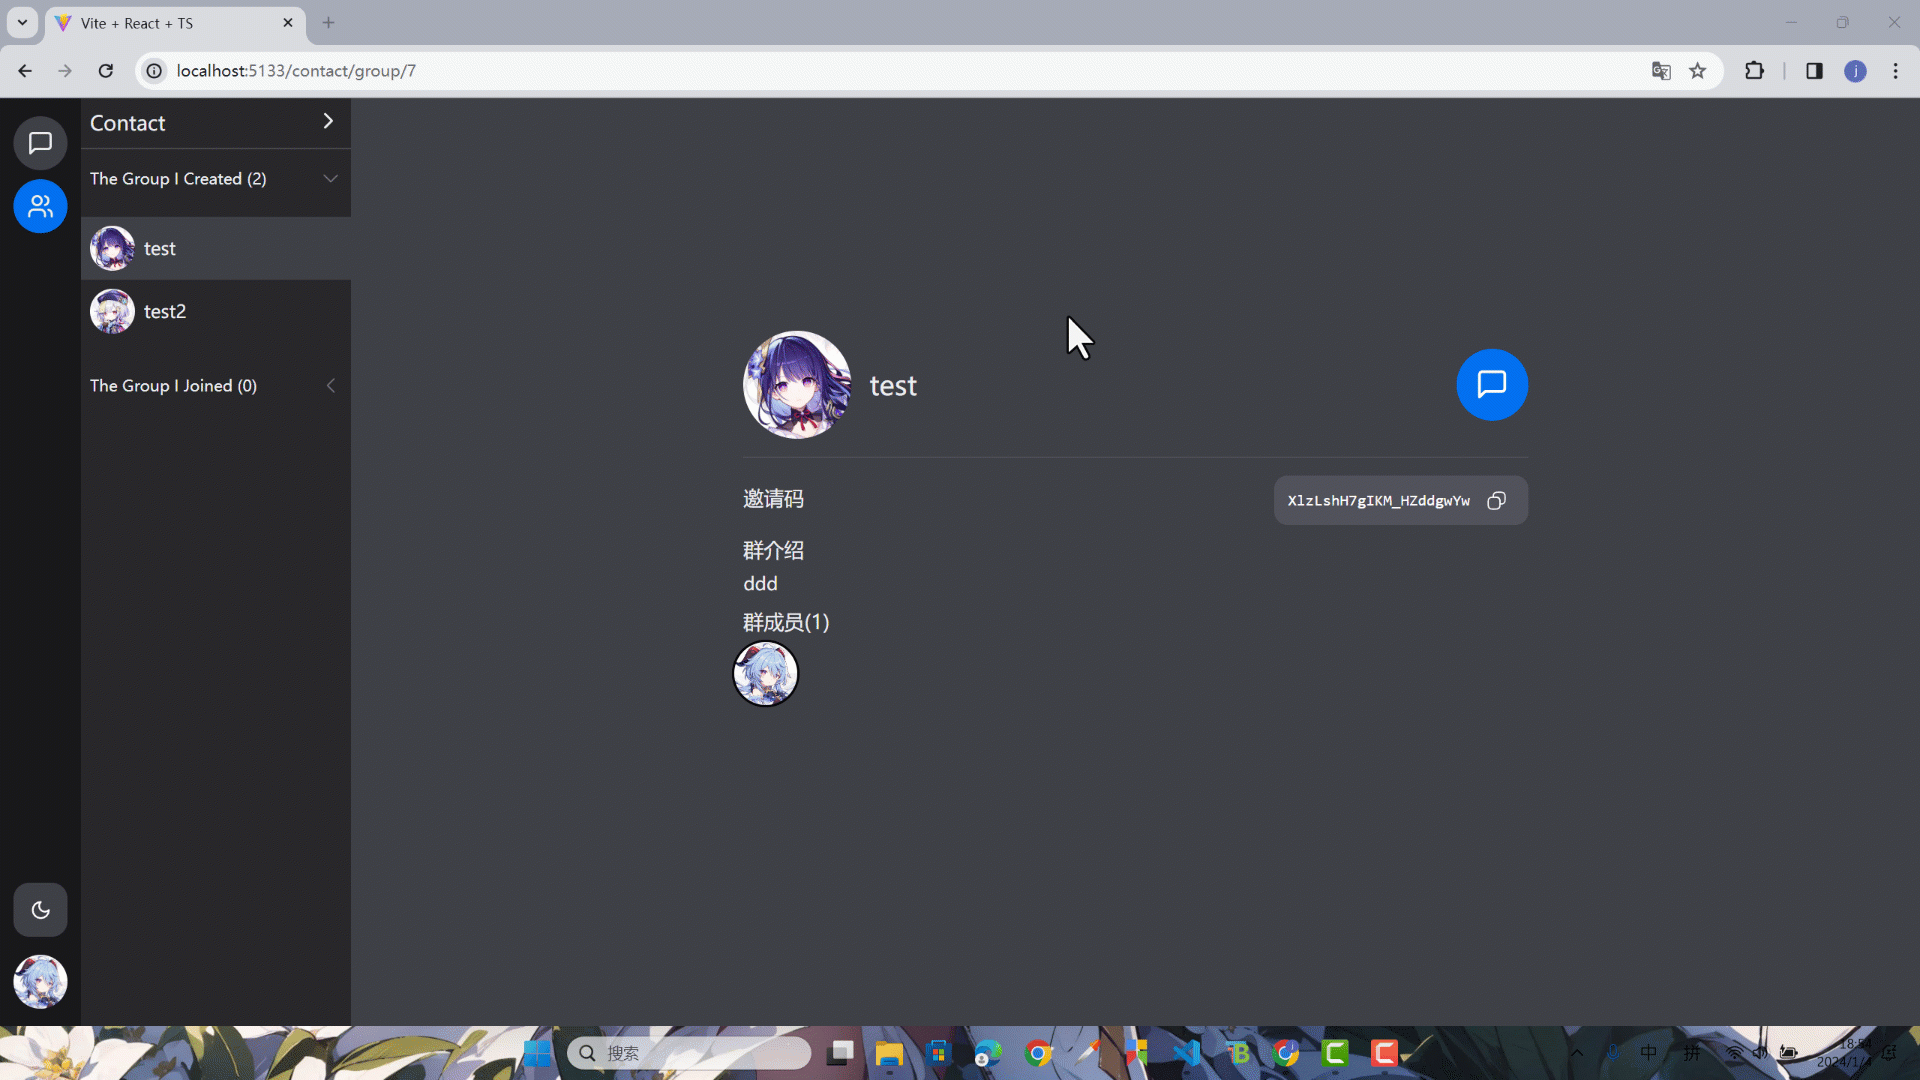 Vite + React + TS
localhost:5133/contact/group/7
j
Contact
The Group I Created (2)
test
test2
The Group I Joined (0)
test
邀请码
XlzLshH7gIKM_HZddgwYw
群介绍
ddd
群成员(1)
搜索
中
拼
18:54
2024/1/4